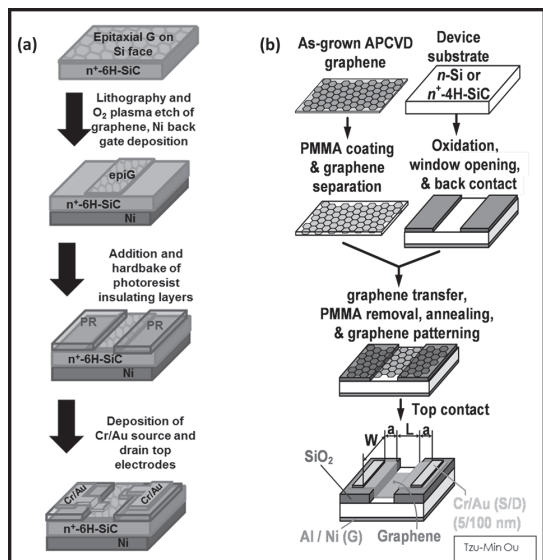 (a)
Epitaxial G on
Si face
n+-6H-SiC
Lithography and
O2 plasma etch of
graphene, Ni back
gate deposition
epiG
n+-6H-SiC
Ni
Addition and
hardbake of
photoresist
insulating layers
PR
PR
n+-6H-SiC
Ni
Deposition of
Cr/Au source and
drain top
electrodes
Cr/Au
Cr/Au
n+-6H-SiC
Ni
(b)
As-grown APCVD
graphene
Device
substrate
n-Si or
n+-4H-SiC
PMMA coating
& graphene
separation
Oxidation,
window opening,
& back contact
graphene transfer,
PMMA removal, annealing,
& graphene patterning
Top contact
W
a
L
a
SiO2
Cr/Au (S/D)
(5/100 nm)
Al / Ni (G)
Graphene
Tzu-Min Ou